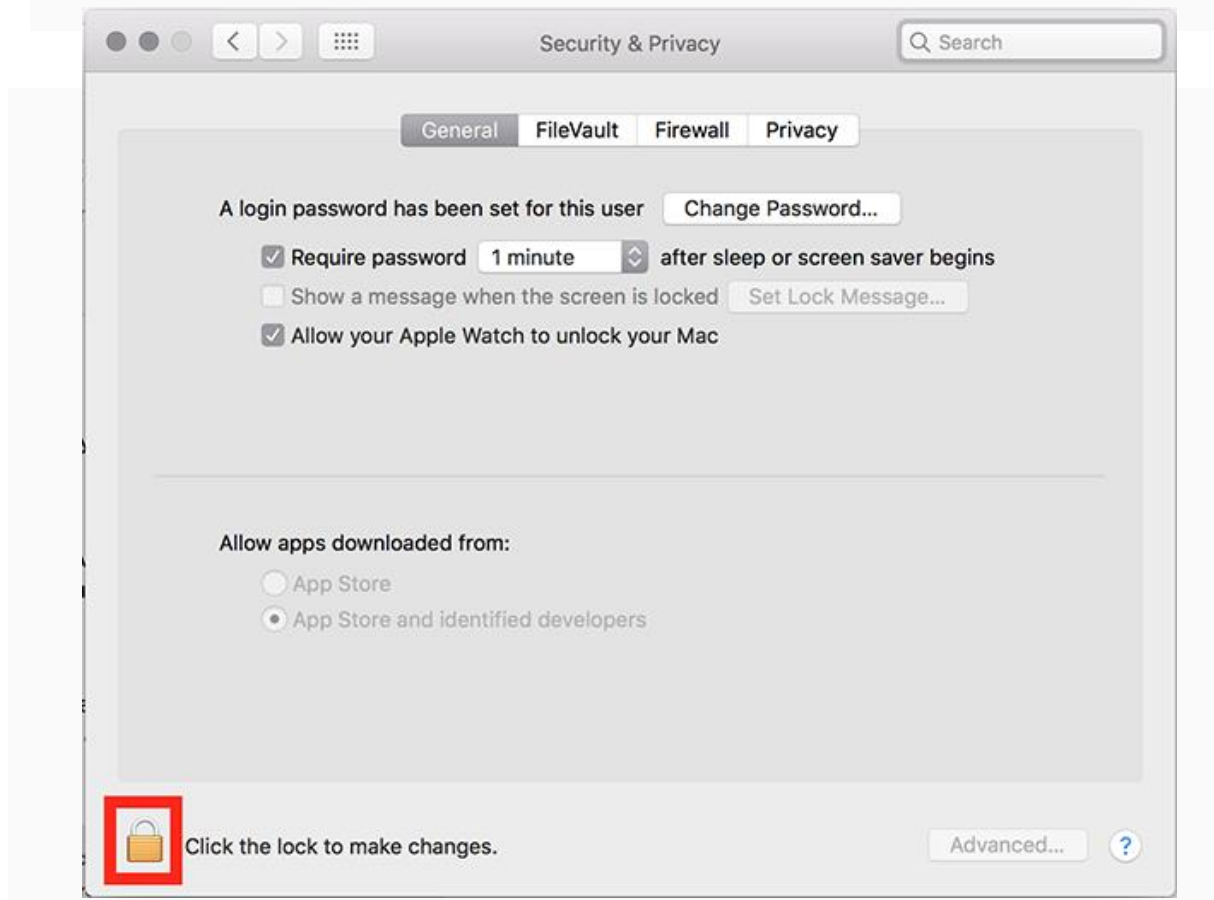 Security & Privacy
Search
General FileVault Firewall Privacy
A login password has been set for this user Change Password...
Require password 1 minute after sleep or screen saver begins
Show a message when the screen is locked Set Lock Message...
Allow your Apple Watch to unlock your Mac
Allow apps downloaded from:
App Store
App Store and identified developers
Click the lock to make changes. Advanced... ?